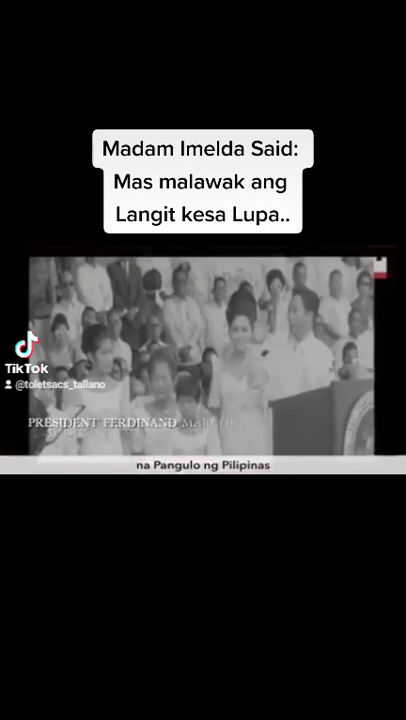 Madam Imelda Said:
Mas malawak ang
Langit kesa Lupa..
TikTok
@toletsacs_tallano
PRESIDENT FERDINAND
na Pangulo ng Pilipinas